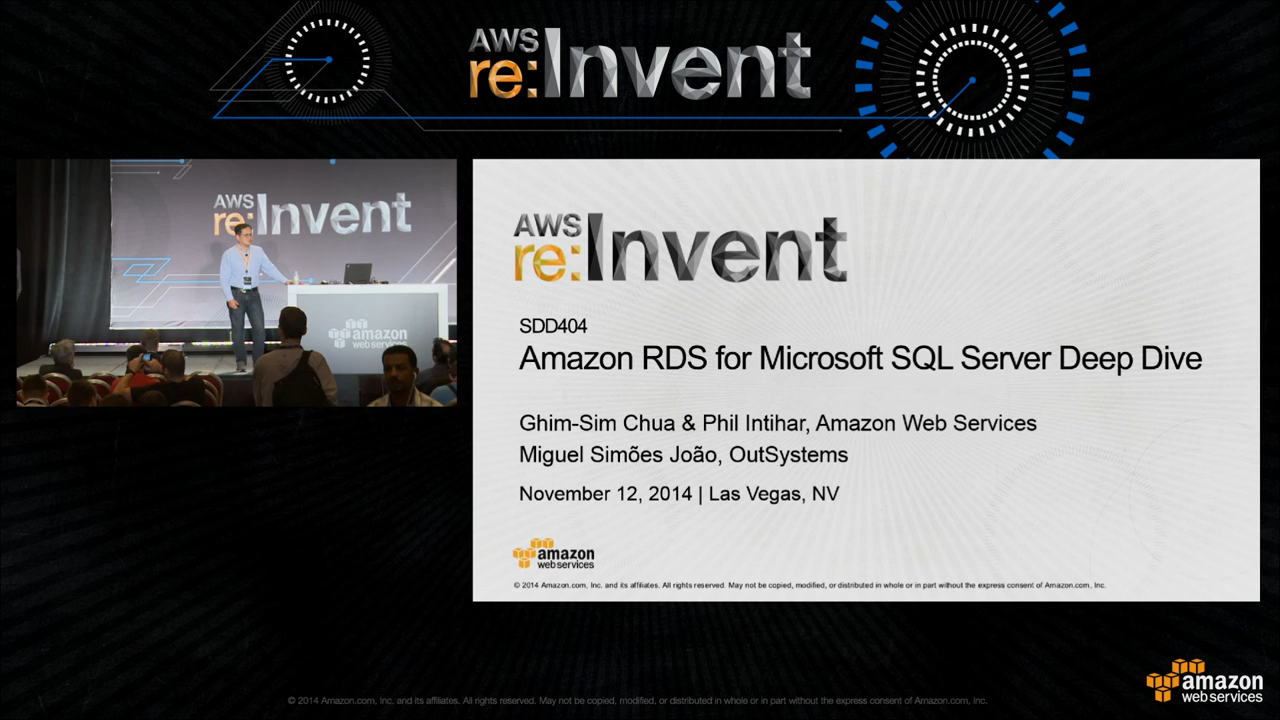 AWS
re:Invent
AWS
re:Invent
amazon
web services
AWS
re:Invent
SDD404
Amazon RDS for Microsoft SQL Server Deep Dive
Ghim-Sim Chua & Phil Intihar, Amazon Web Services
Miguel Simões João, OutSystems
November 12, 2014 | Las Vegas, NV
amazon
web services
© 2014 Amazon.com, Inc. and its affiliates. All rights reserved. May not be copied, modified, or distributed in whole or in part without the express consent of Amazon.com, Inc.
amazon
web services
© 2014 Amazon.com, Inc. and its affiliates. All rights reserved. May not be copied, modified, or distributed in whole or in part without the express consent of Amazon.com, Inc.